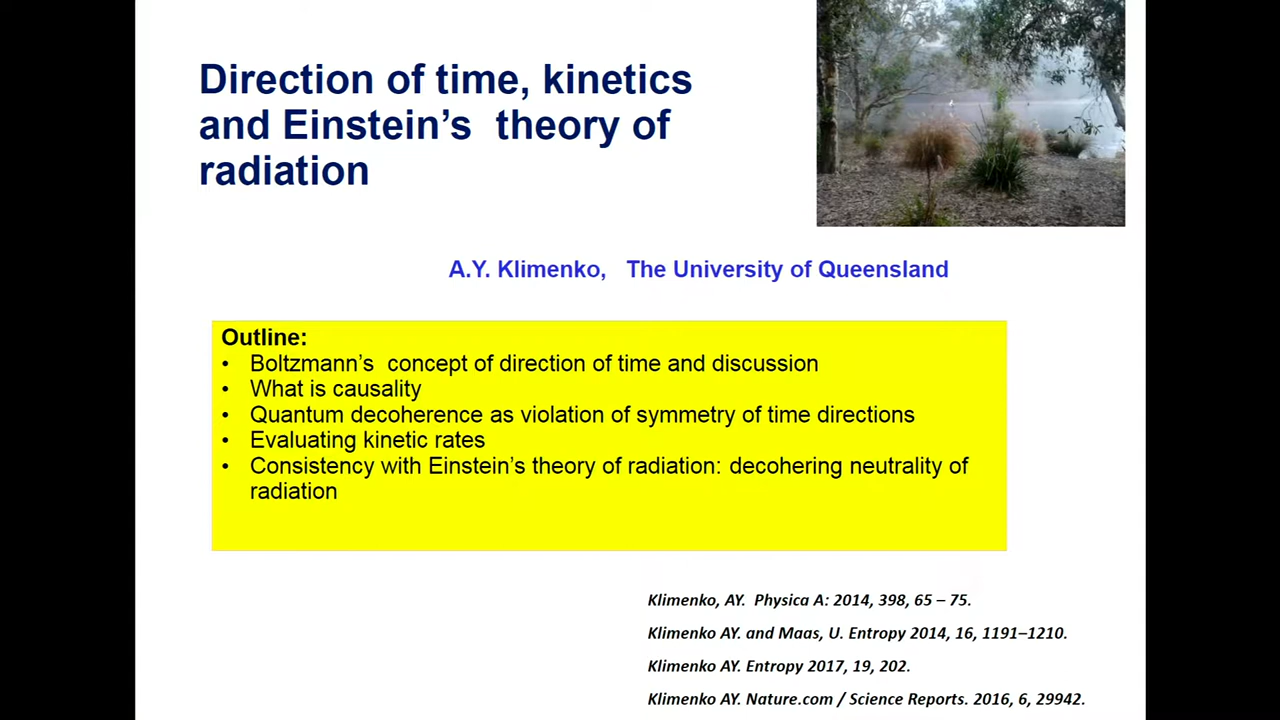 Direction of time, kinetics
and Einstein's theory of
radiation
A.Y. Klimenko, The University of Queensland
Outline:
• Boltzmann's concept of direction of time and discussion
• What is causality
• Quantum decoherence as violation of symmetry of time directions
• Evaluating kinetic rates
• Consistency with Einstein's theory of radiation: decohering neutrality of
radiation
Klimenko, AY. Physica A: 2014, 398, 65 – 75.
Klimenko AY. and Maas, U. Entropy 2014, 16, 1191–1210.
Klimenko AY. Entropy 2017, 19, 202.
Klimenko AY. Nature.com / Science Reports. 2016, 6, 29942.